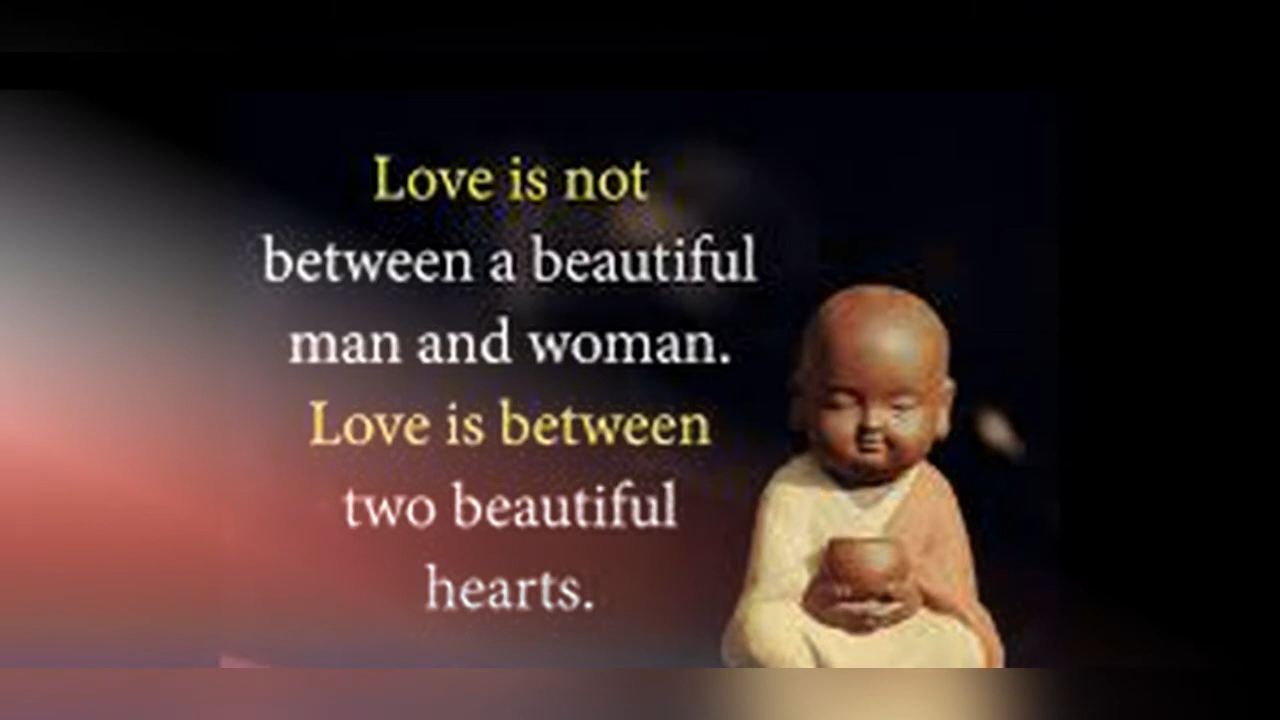 Love is not
between a beautiful
man and woman.
Love is between
two beautiful
hearts.